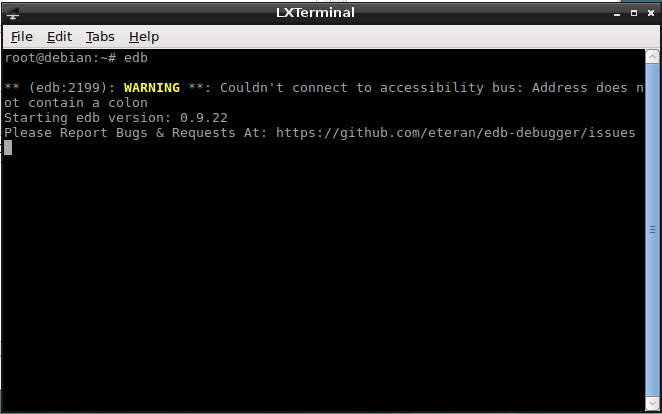 LXTerminal
File Edit Tabs Help
root@debian:~# edb
** (edb:2199): WARNING **: Couldn't connect to accessibility bus: Address does n
ot contain a colon
Starting edb version: 0.9.22
Please Report Bugs & Requests At: https://github.com/eteran/edb-debugger/issues